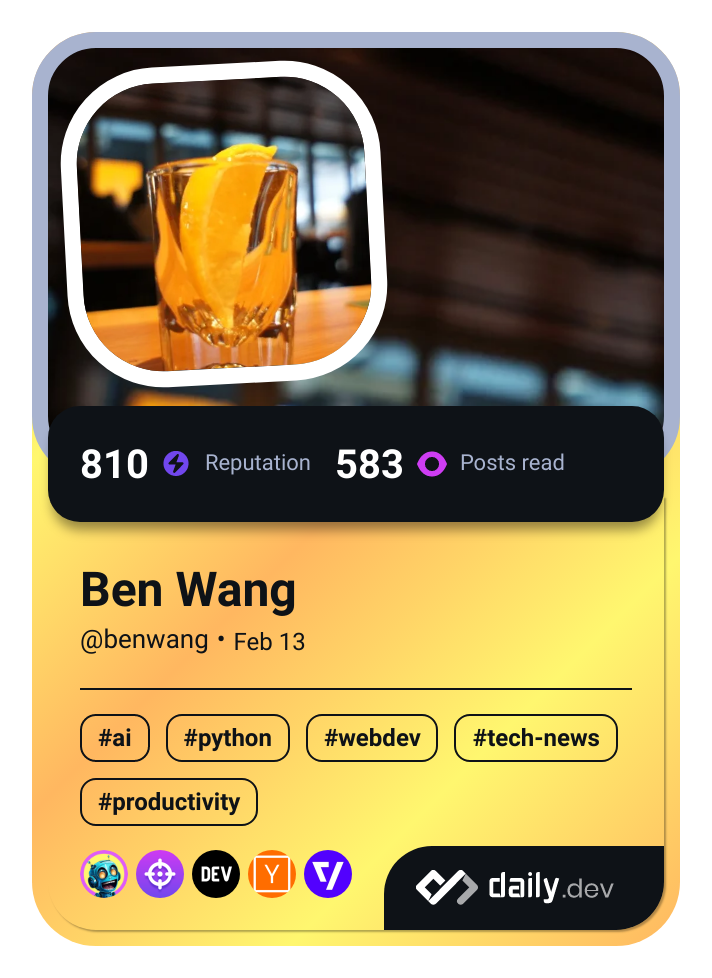 810 Reputation 583 Posts read
Ben Wang
@benwang • Feb 13
#ai #python #webdev #tech-news
#productivity
DEV Y daily.dev